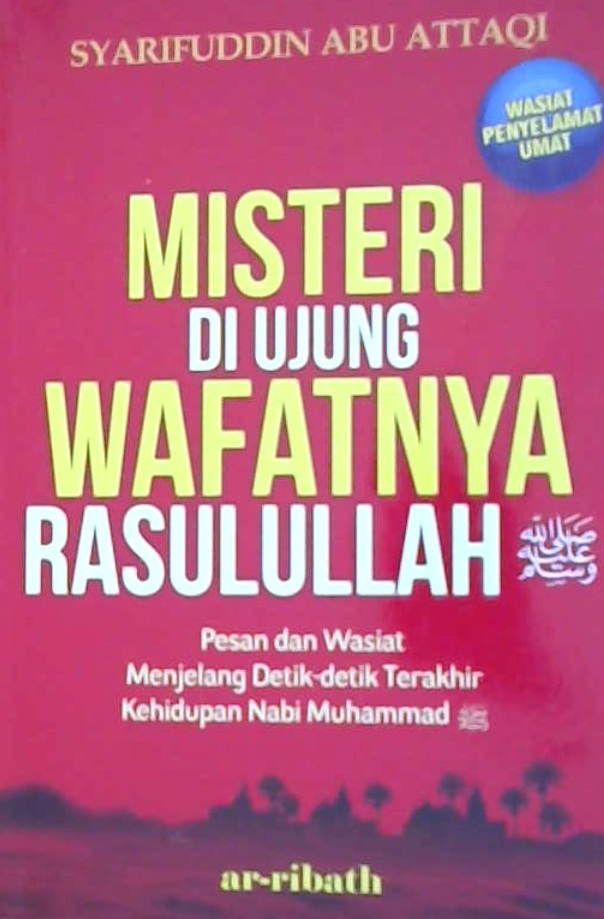 SYARIFUDDIN ABU ATTAQI
WASIAT
PENYELAMAT
UMAT
MISTERI
DI UJUNG
WAFATNYA
RASULULLAH ﷺ
Pesan dan Wasiat
Menjelang Detik-detik Terakhir
Kehidupan Nabi Muhammad ﷺ
ar-ribath